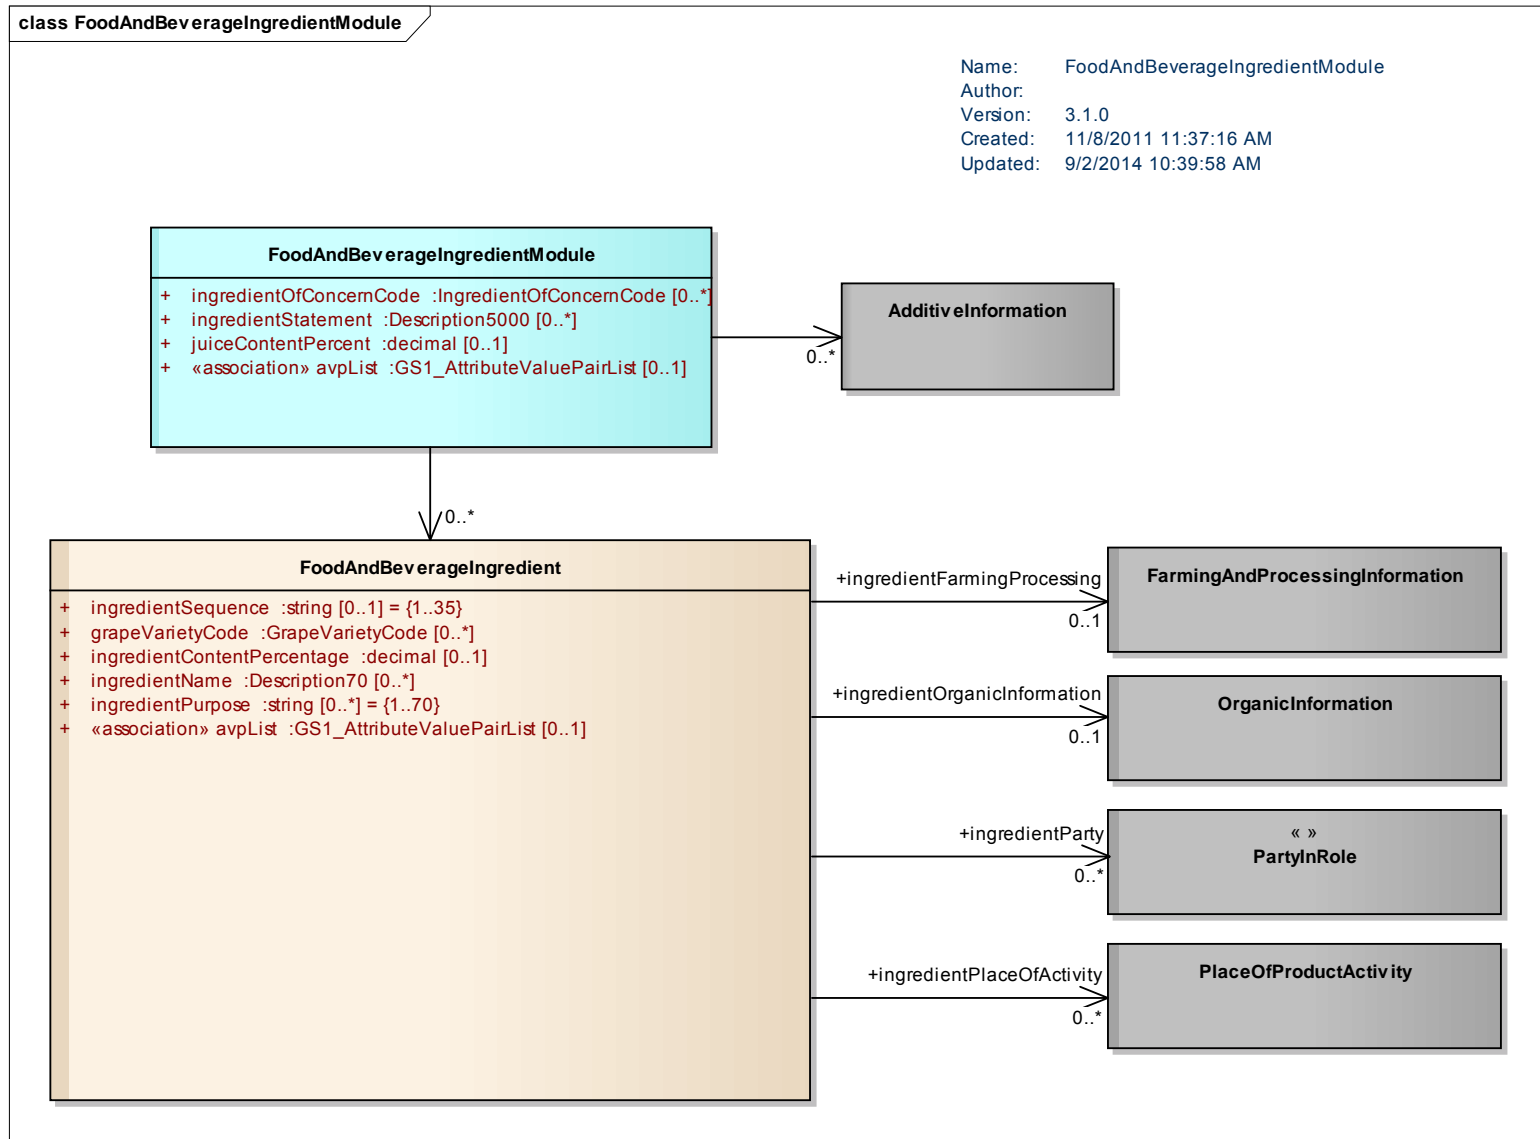 class FoodAndBeverageIngredientModule
Name: FoodAndBeverageIngredientModule
Author:
Version: 3.1.0
Created: 11/8/2011 11:37:16 AM
Updated: 9/2/2014 10:39:58 AM
FoodAndBeverageIngredientModule
+ ingredientOfConcernCode :IngredientOfConcernCode [0..*]
+ ingredientStatement :Description5000 [0..*]
+ juiceContentPercent :decimal [0..1]
+ «association» avpList :GS1_AttributeValuePairList [0..1]
AdditiveInformation
0..*
0..*
FoodAndBeverageIngredient
+ ingredientSequence :string [0..1] = {1..35}
+ grapeVarietyCode :GrapeVarietyCode [0..*]
+ ingredientContentPercentage :decimal [0..1]
+ ingredientName :Description70 [0..*]
+ ingredientPurpose :string [0..*] = {1..70}
+ «association» avpList :GS1_AttributeValuePairList [0..1]
+ingredientFarmingProcessing
0..1
FarmingAndProcessingInformation
+ingredientOrganicInformation
0..1
OrganicInformation
+ingredientParty
0..*
« »
PartyInRole
+ingredientPlaceOfActivity
0..*
PlaceOfProductActivity